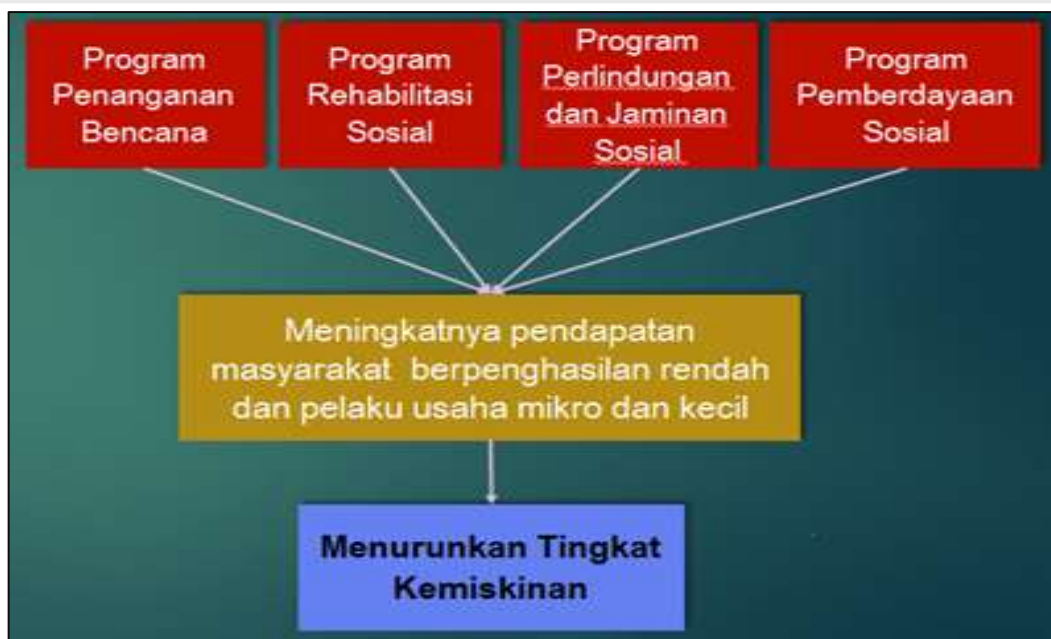 Program
Penanganan
Bencana
Program
Rehabilitasi
Sosial
Program
Perlindungan
dan Jaminan
Sosial
Program
Pemberdayaan
Sosial
Meningkatnya pendapatan
masyarakat berpenghasilan rendah
dan pelaku usaha mikro dan kecil
Menurunkan Tingkat
Kemiskinan